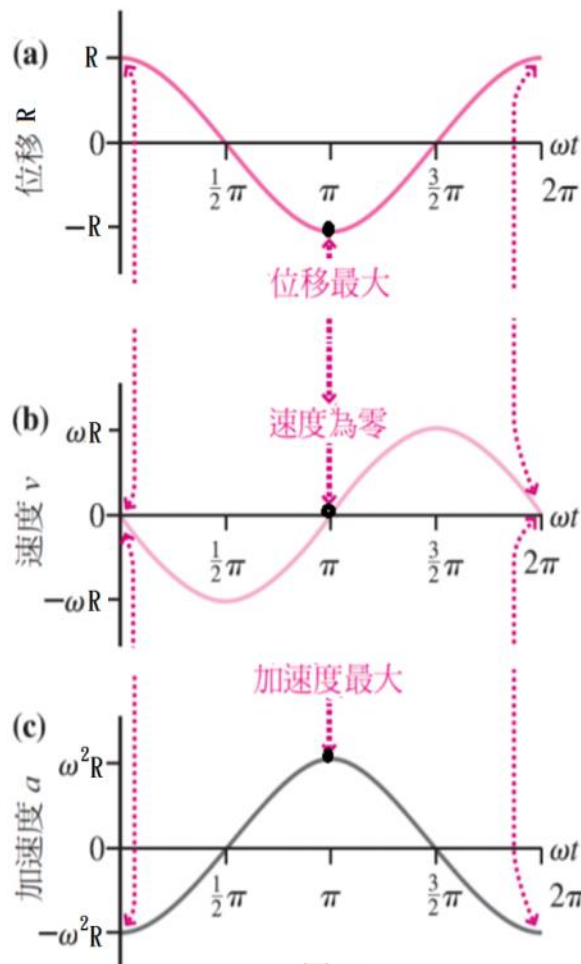 (a)
位移 R
R
0
−R
½π
π
3/2π
2π
ωt
位移最大
(b)
速度 v
ωR
速度為零
0
−ωR
½π
π
3/2π
2π
ωt
加速度最大
(c)
加速度 a
ω²R
0
−ω²R
½π
π
3/2π
2π
ωt